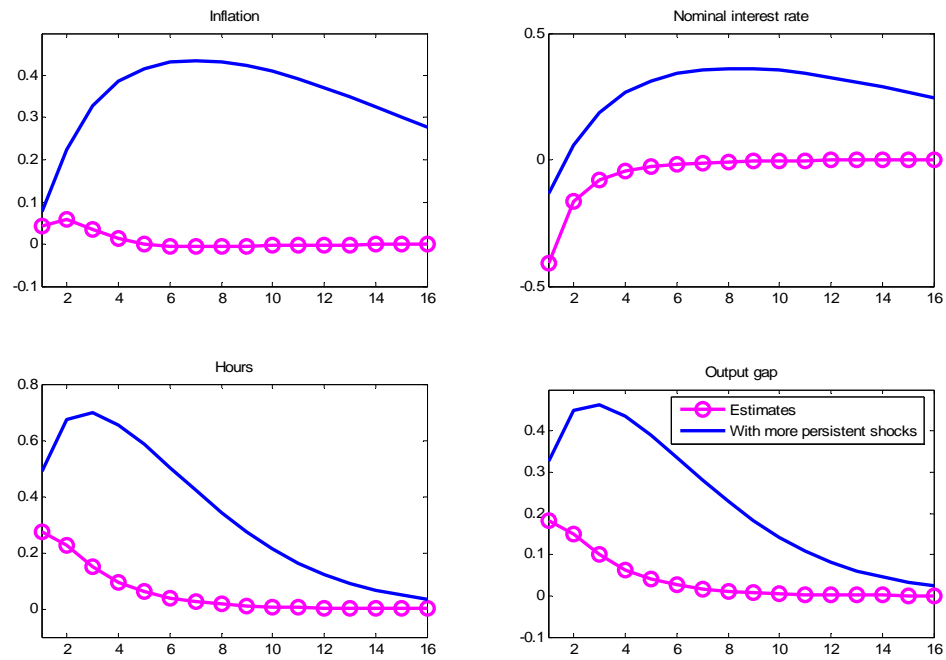 Inflation
Nominal interest rate
0.4
0.3
0.2
0.1
0
-0.1
2 4 6 8 10 12 14 16
0.5
0
-0.5
2 4 6 8 10 12 14 16
Hours
Output gap
0.8
0.6
0.4
0.2
0
2 4 6 8 10 12 14 16
0.4
0.3
0.2
0.1
0
-0.1
2 4 6 8 10 12 14 16
Estimates
With more persistent shocks